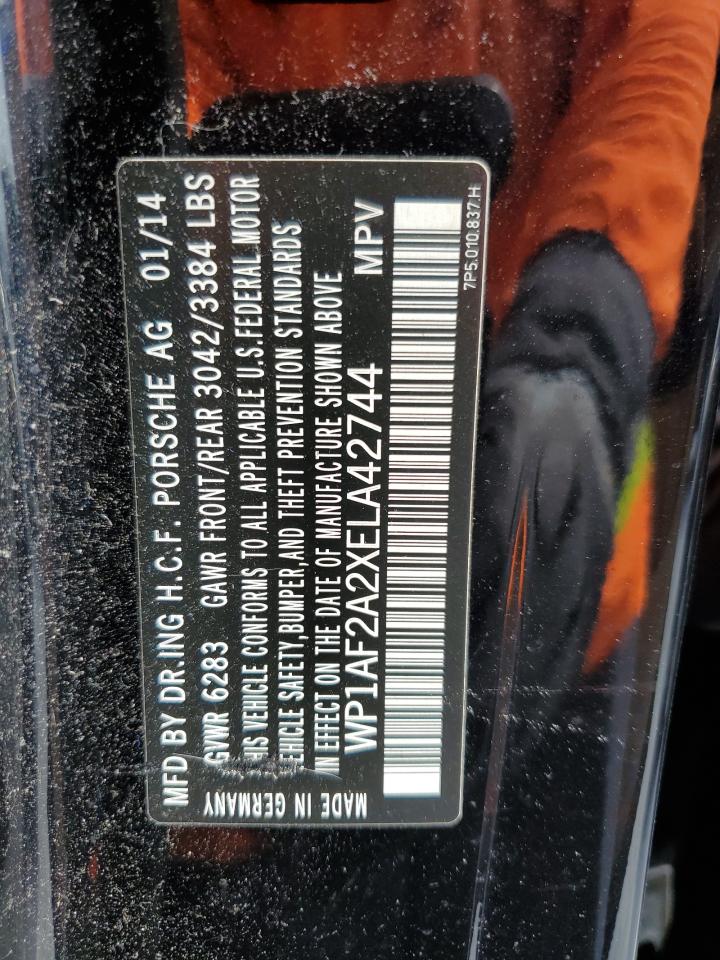 MFD BY DR.ING H.C.F. PORSCHE AG 01/14
GVWR 6283 GAWR FRONT/REAR 3042/3384 LBS
HIS VEHICLE CONFORMS TO ALL APPLICABLE U.S.FEDERAL MOTOR
EHICLE SAFETY,BUMPER,AND THEFT PREVENTION STANDARDS
IN EFFECT ON THE DATE OF MANUFACTURE SHOWN ABOVE
WP1AF2A2XELA42744 MPV
MADE IN GERMANY
7P5.010.837.H